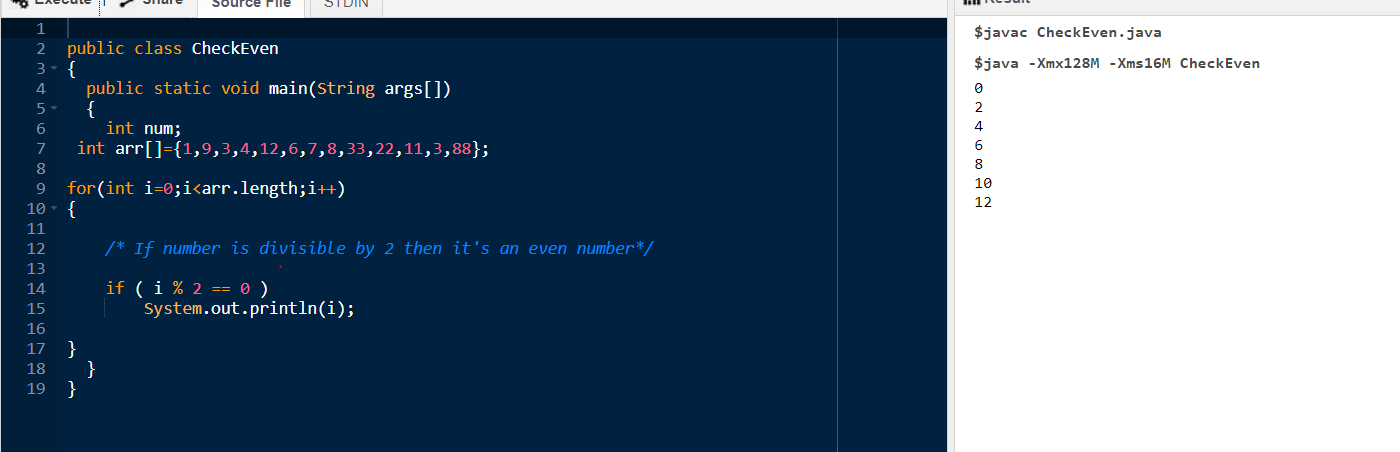 Execute Share Source File STDIN
1
2 public class CheckEven
3 {
4 public static void main(String args[])
5 {
6 int num;
7 int arr[]={1,9,3,4,12,6,7,8,33,22,11,3,88};
8
9 for(int i=0;i<arr.length;i++)
10 {
11
12 /* If number is divisible by 2 then it's an even number*/
13
14 if ( i % 2 == 0 )
15 System.out.println(i);
16
17 }
18 }
19 }
Result
$javac CheckEven.java
$java -Xmx128M -Xms16M CheckEven
0
2
4
6
8
10
12